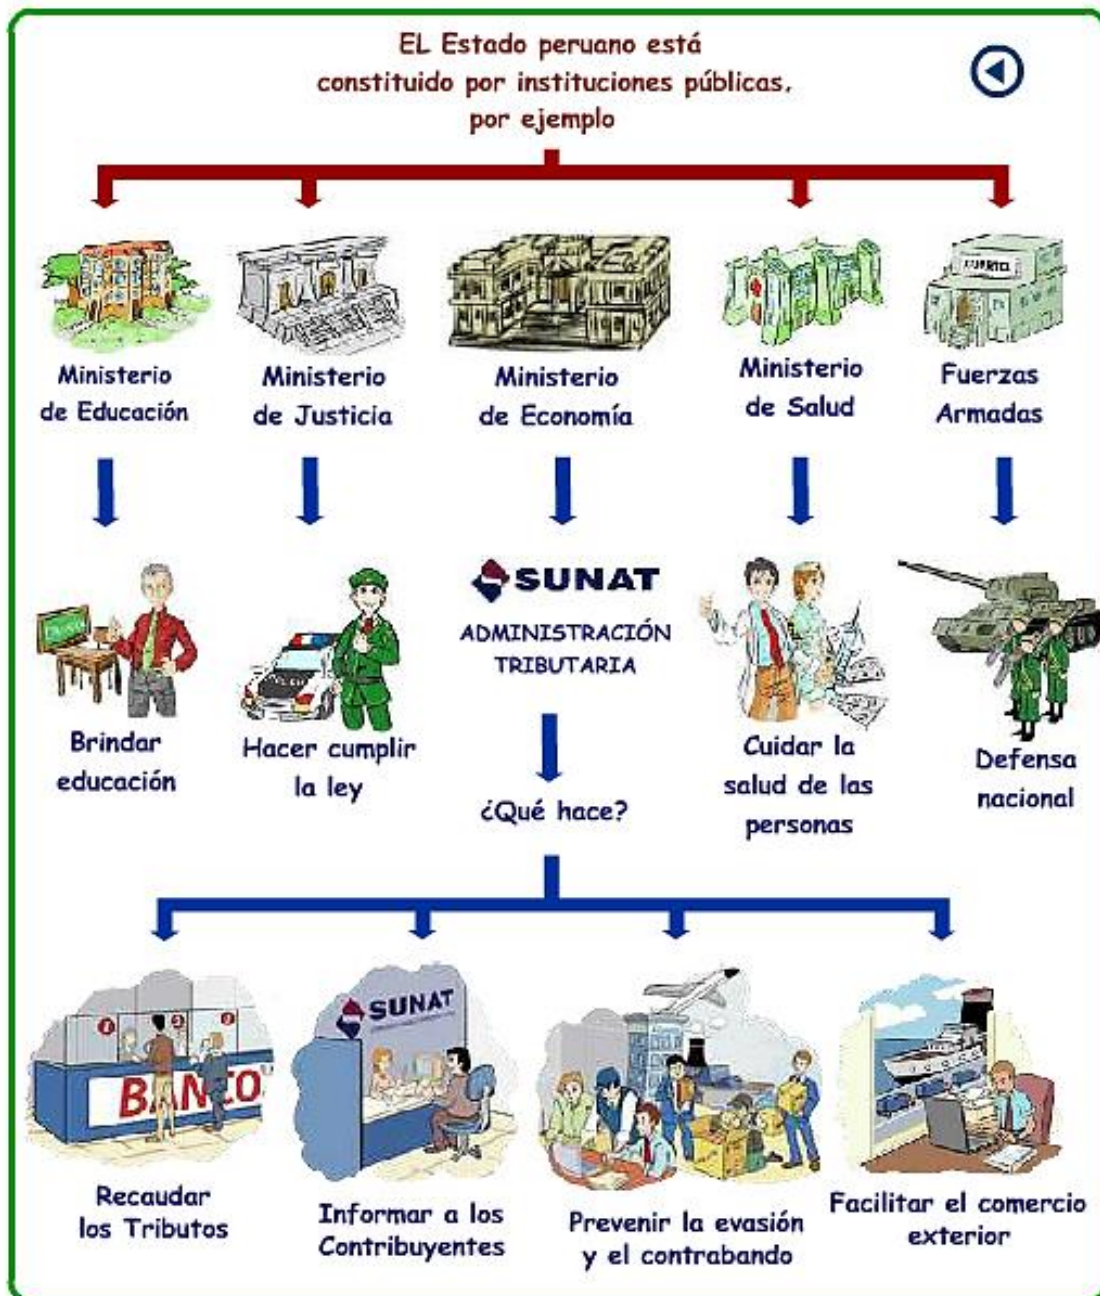 EL Estado peruano está
constituido por instituciones públicas,
por ejemplo
Ministerio
de Educación
Ministerio
de Justicia
Ministerio
de Economía
Ministerio
de Salud
Fuerzas
Armadas
Brindar
educación
Hacer cumplir
la ley
SUNAT
ADMINISTRACIÓN
TRIBUTARIA
Cuidar la
salud de las
personas
Defensa
nacional
¿Qué hace?
BANCO
SUNAT
Recaudar
los Tributos
Informar a los
Contribuyentes
Prevenir la evasión
y el contrabando
Facilitar el comercio
exterior